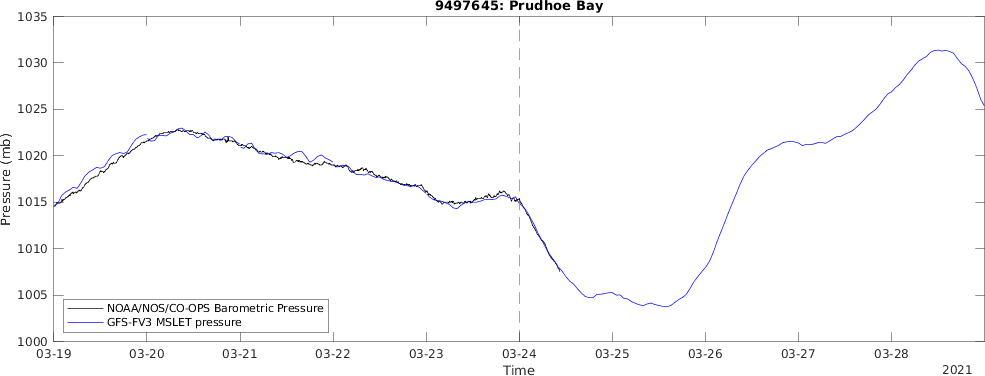 9497645: Prudhoe Bay
Pressure (mb)
1035
1030
1025
1020
1015
1010
1005
1000
NOAA/NOS/CO-OPS Barometric Pressure
GFS-FV3 MSLET pressure
03-19 03-20 03-21 03-22 03-23 03-24 03-25 03-26 03-27 03-28
Time
2021